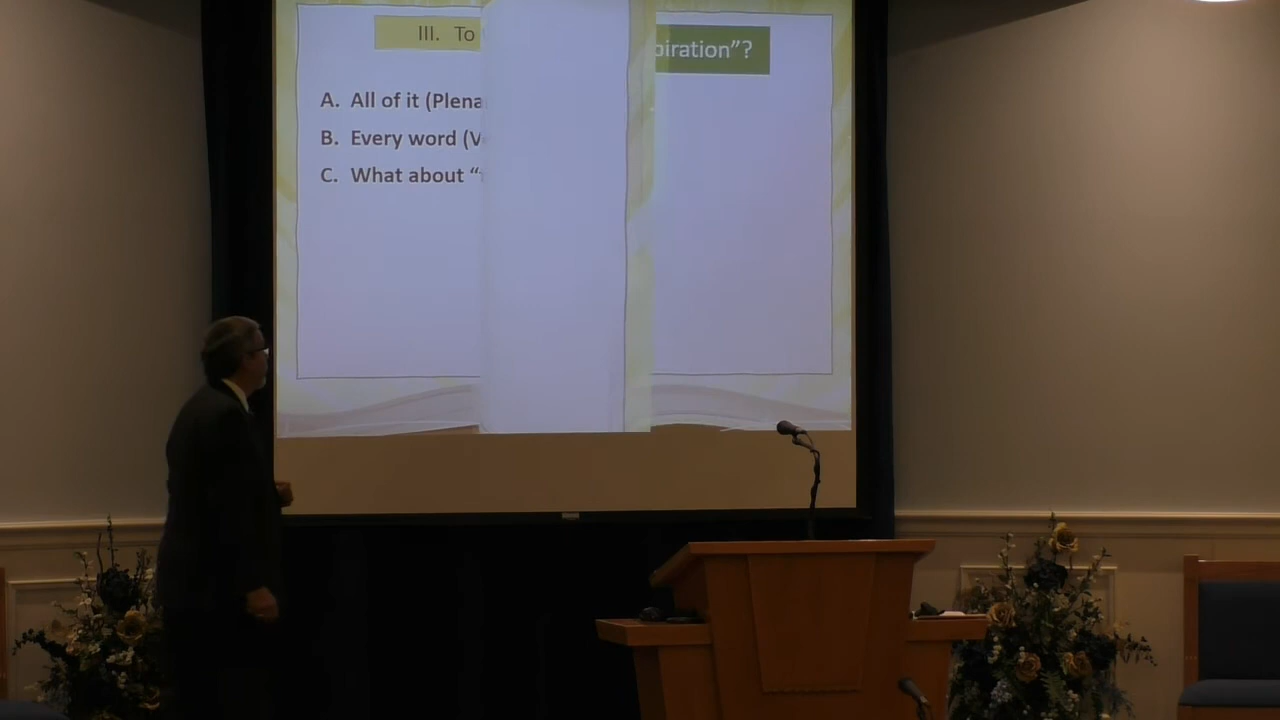 III. To
piration”?
A. All of it (Plena
B. Every word (V
C. What about “